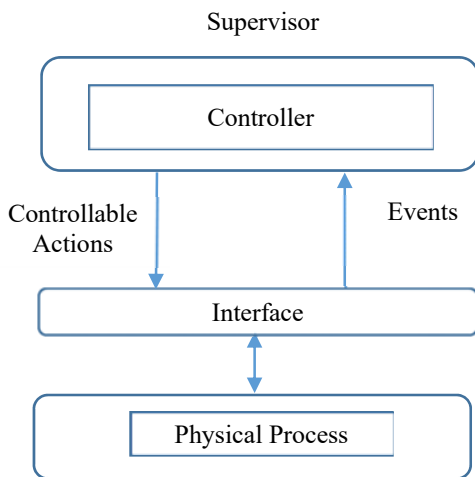 Supervisor
Controller
Controllable
Actions
Events
Interface
Physical Process